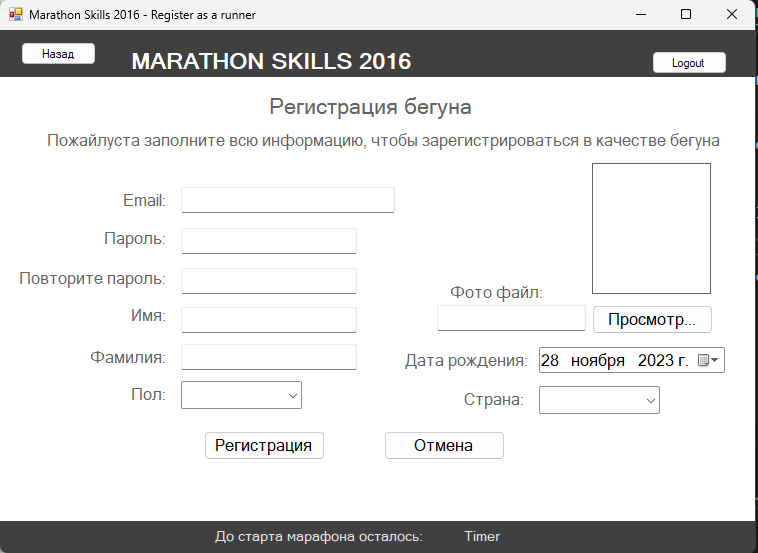 Marathon Skills 2016 - Register as a runner
Назад
MARATHON SKILLS 2016
Logout
Регистрация бегуна
Пожайлуста заполните всю информацию, чтобы зарегистрироваться в качестве бегуна
Email:
Пароль:
Повторите пароль:
Имя:
Фамилия:
Пол:
Фото файл:
Просмотр...
Дата рождения: 28 ноября 2023 г.
Страна:
Регистрация
Отмена
До старта марафона осталось: Timer